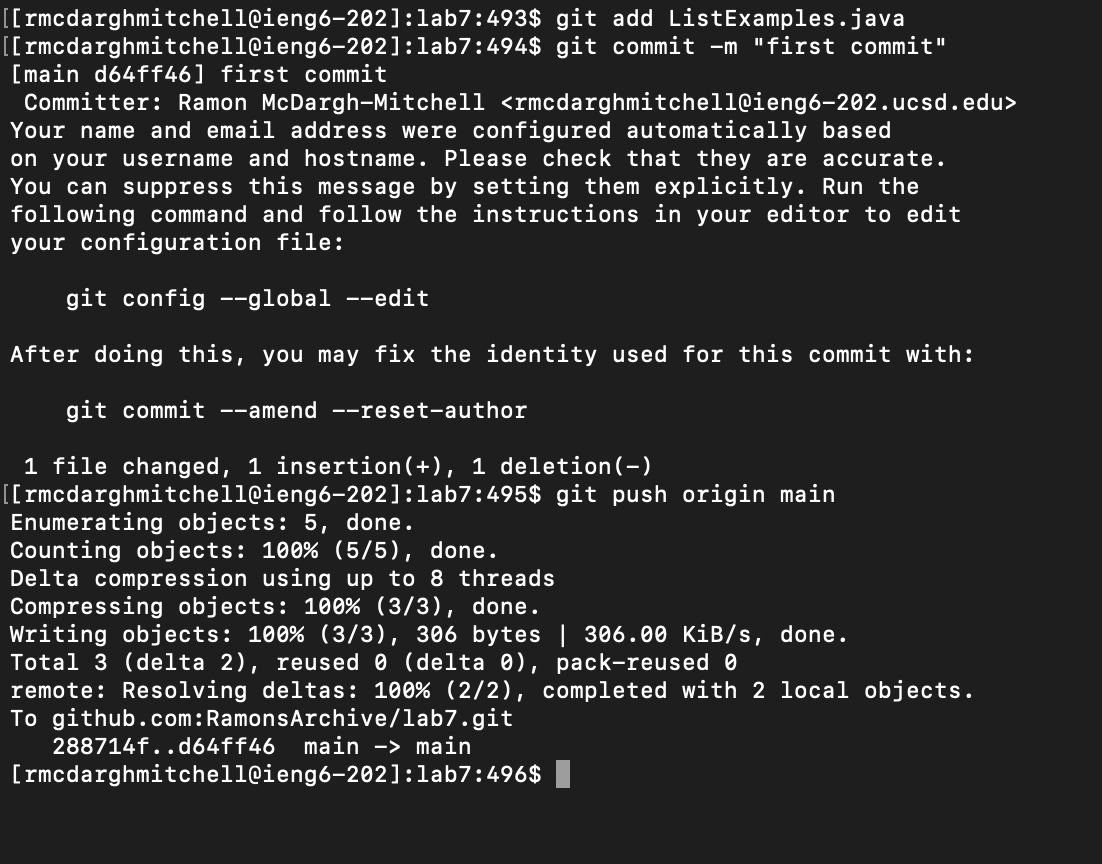 [[rmcdarghmitchell@ieng6-202]:lab7:493$ git add ListExamples.java
[[rmcdarghmitchell@ieng6-202]:lab7:494$ git commit -m "first commit"
[main d64ff46] first commit
 Committer: Ramon McDargh-Mitchell <rmcdarghmitchell@ieng6-202.ucsd.edu>
Your name and email address were configured automatically based
on your username and hostname. Please check that they are accurate.
You can suppress this message by setting them explicitly. Run the
following command and follow the instructions in your editor to edit
your configuration file:

    git config --global --edit

After doing this, you may fix the identity used for this commit with:

    git commit --amend --reset-author

 1 file changed, 1 insertion(+), 1 deletion(-)
[[rmcdarghmitchell@ieng6-202]:lab7:495$ git push origin main
Enumerating objects: 5, done.
Counting objects: 100% (5/5), done.
Delta compression using up to 8 threads
Compressing objects: 100% (3/3), done.
Writing objects: 100% (3/3), 306 bytes | 306.00 KiB/s, done.
Total 3 (delta 2), reused 0 (delta 0), pack-reused 0
remote: Resolving deltas: 100% (2/2), completed with 2 local objects.
To github.com:RamonsArchive/lab7.git
   288714f..d64ff46  main -> main
[rmcdarghmitchell@ieng6-202]:lab7:496$